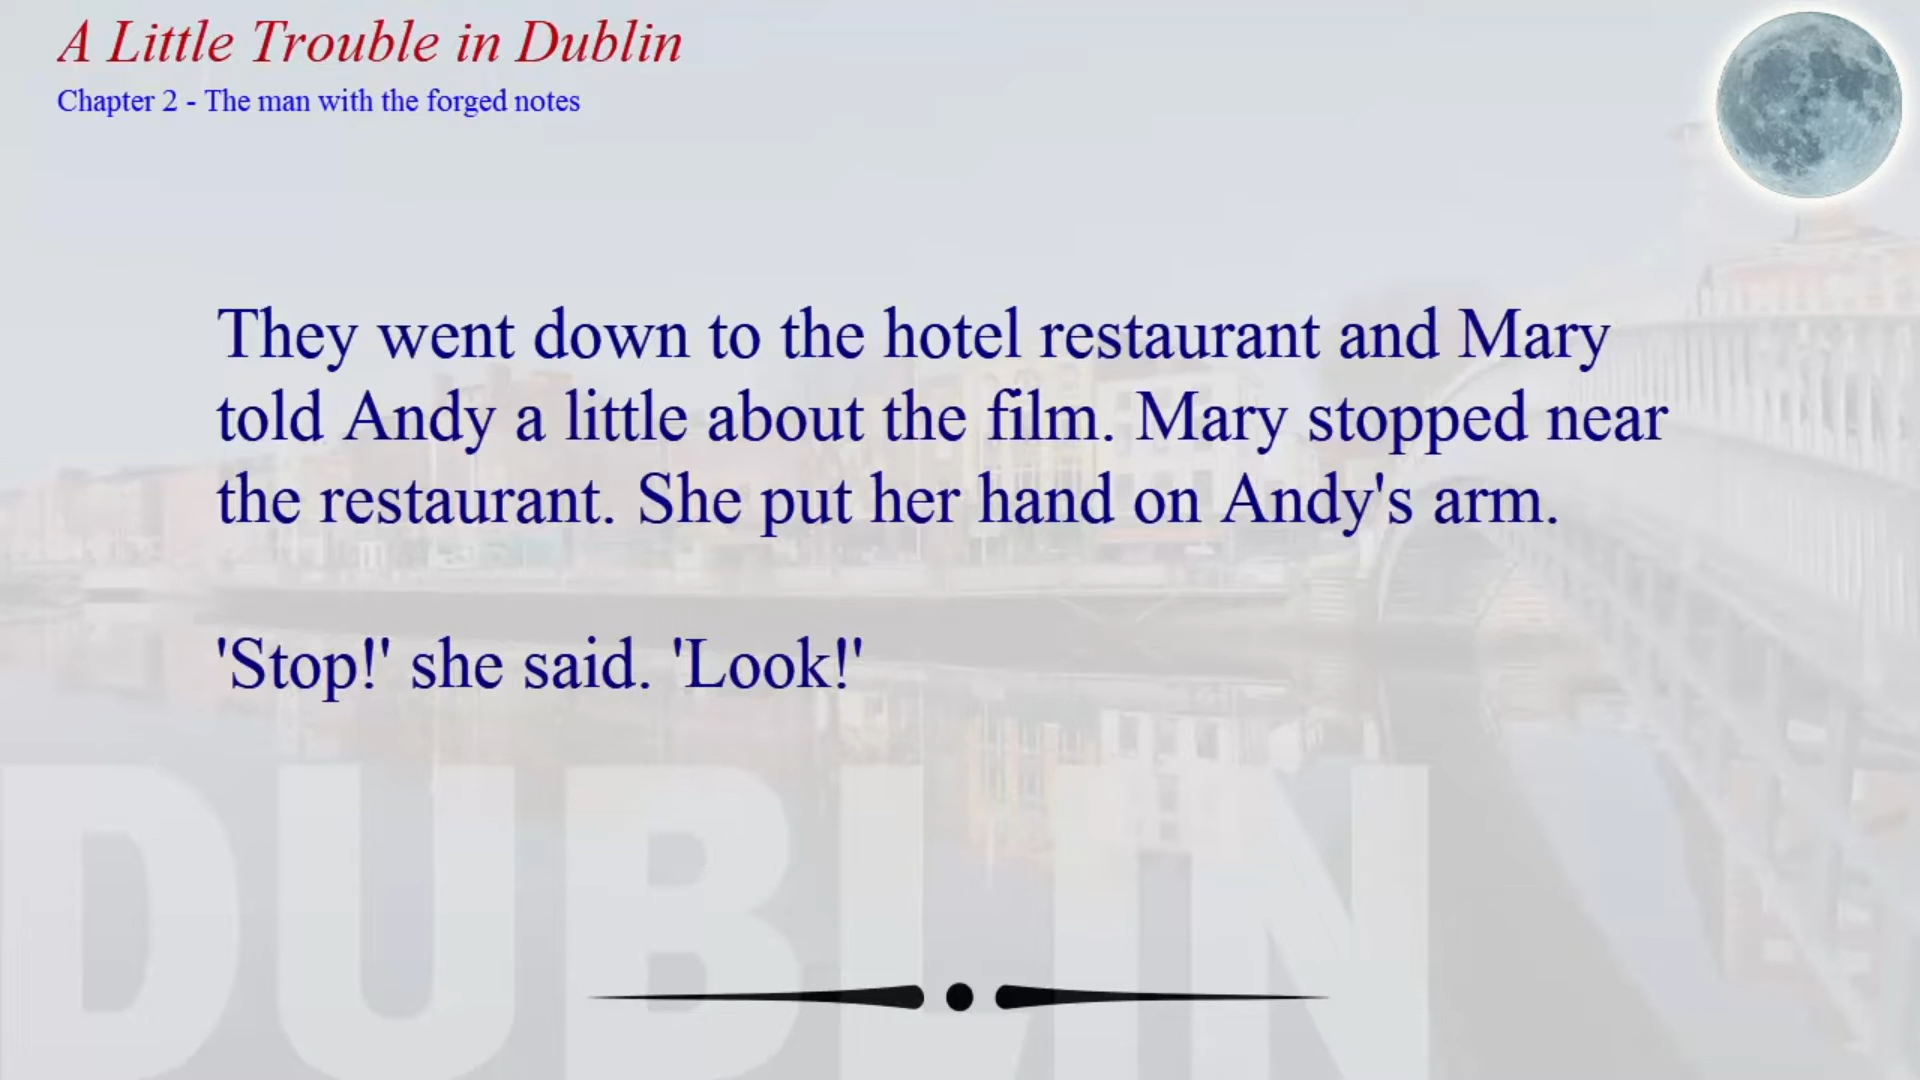 A Little Trouble in Dublin
Chapter 2 - The man with the forged notes
They went down to the hotel restaurant and Mary
told Andy a little about the film. Mary stopped near
the restaurant. She put her hand on Andy's arm.
'Stop!' she said. 'Look!'
DUBLIN